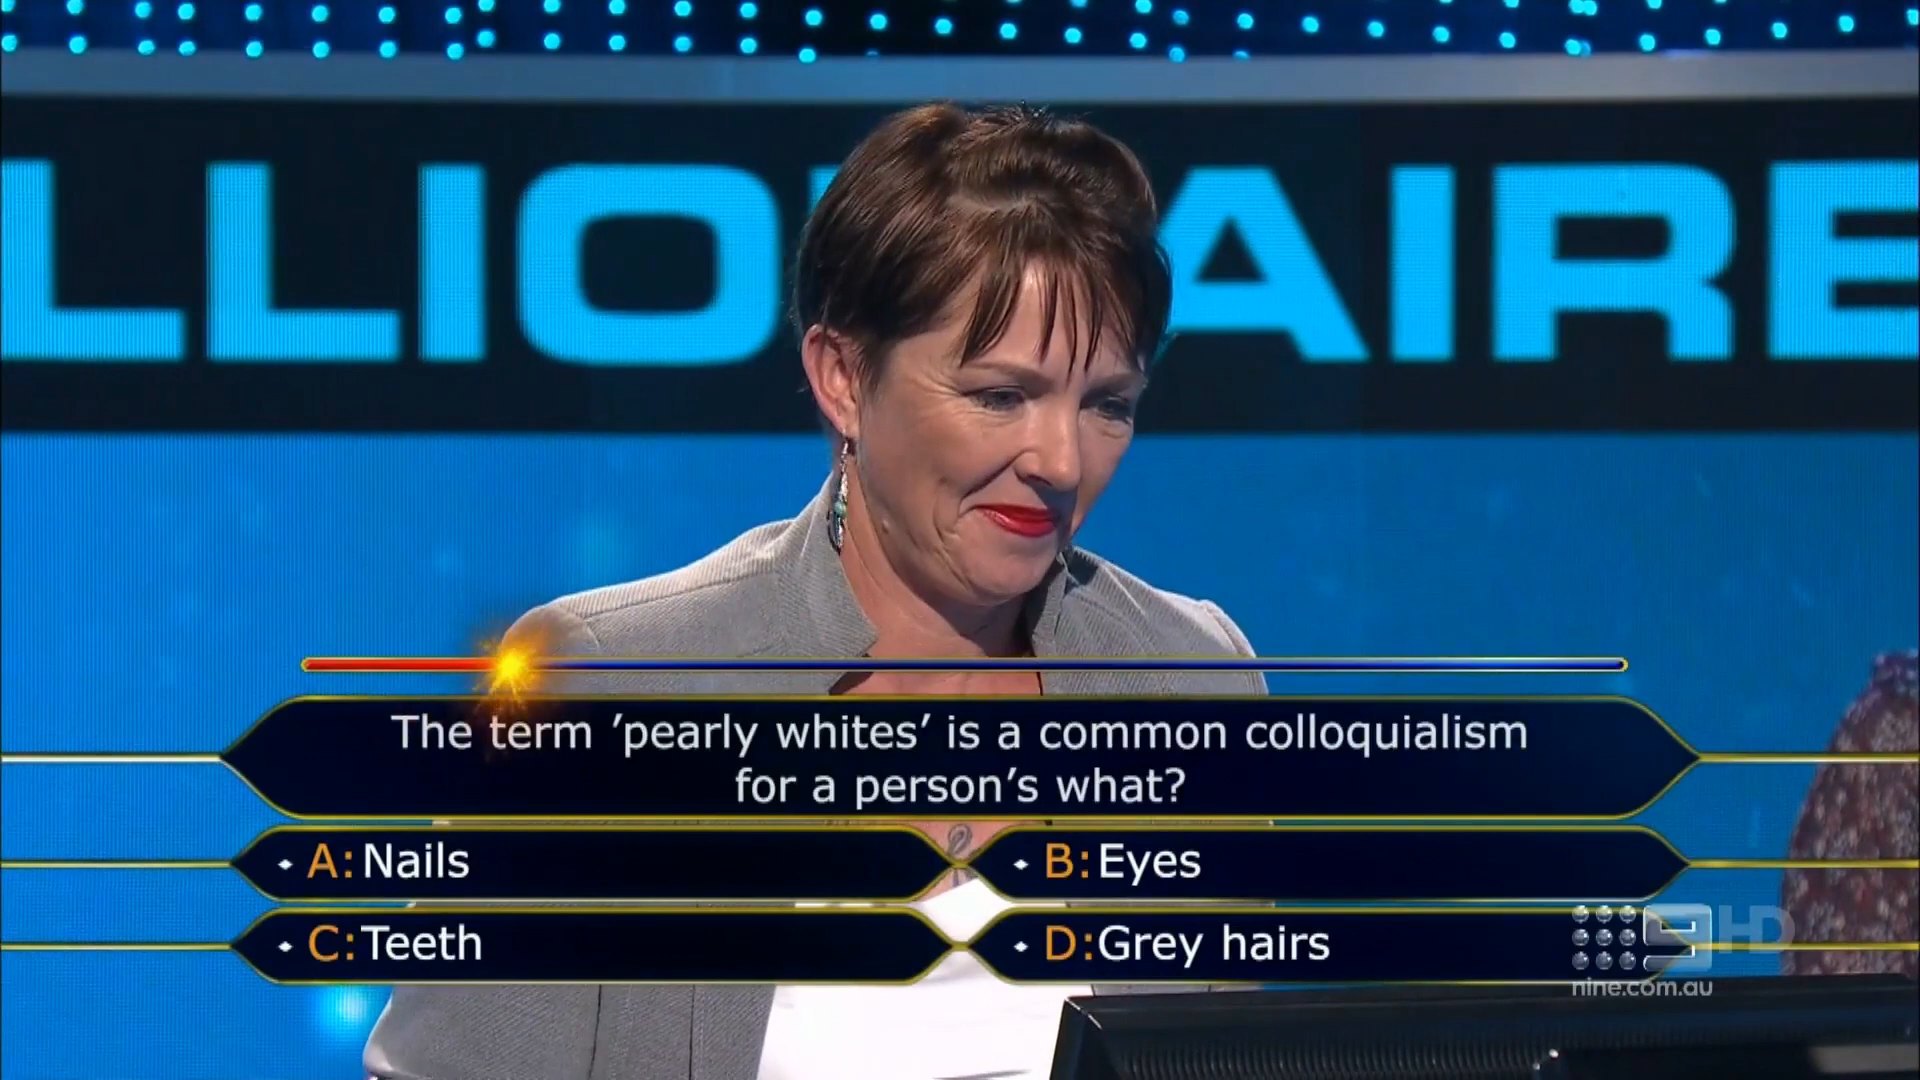 LLIO AIRE
The term ’pearly whites’ is a common colloquialism
for a person’s what?
A: Nails
B: Eyes
C: Teeth
D: Grey hairs
9HD
nine.com.au